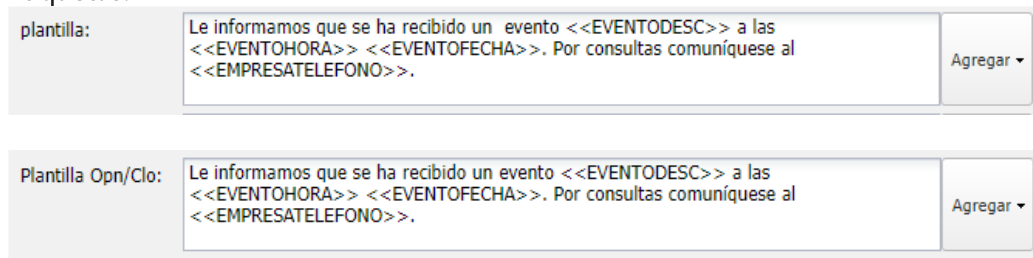 plantilla:
Le informamos que se ha recibido un  evento <<EVENTODESC>> a las
<<EVENTOHORA>> <<EVENTOFECHA>>. Por consultas comuníquese al
<<EMPRESATELEFONO>>.
Agregar
Plantilla Opn/Clo:
Le informamos que se ha recibido un evento <<EVENTODESC>> a las
<<EVENTOHORA>> <<EVENTOFECHA>>. Por consultas comuníquese al
<<EMPRESATELEFONO>>.
Agregar